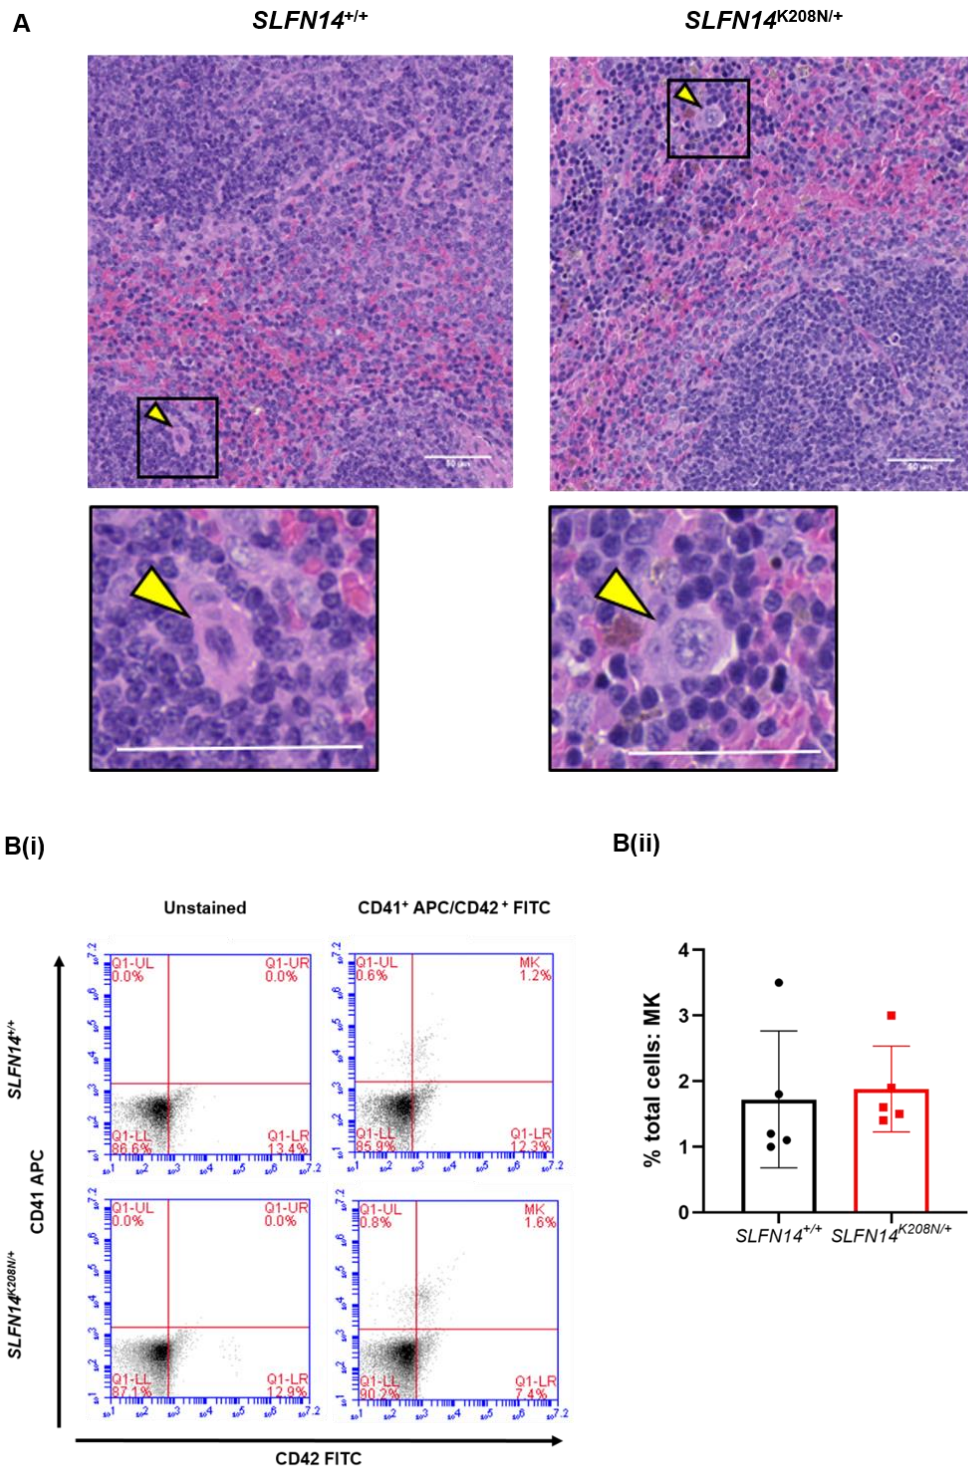 A
SLFN14+/+
SLFN14K208N/+
50 µm
50 µm
B(i)
B(ii)
Unstained
CD41+ APC/CD42+ FITC
SLFN14+/+
Q1-UL
0.0%
Q1-UR
0.0%
Q1-LL
86.6%
Q1-LR
13.4%
Q1-UL
0.6%
MK
1.2%
Q1-LL
85.9%
Q1-LR
12.3%
SLFN14K208N/+
Q1-UL
0.0%
Q1-UR
0.0%
Q1-LL
87.1%
Q1-LR
12.9%
Q1-UL
0.8%
MK
1.6%
Q1-LL
90.2%
Q1-LR
7.4%
CD41 APC
CD42 FITC
% total cells: MK
4
3
2
1
0
SLFN14+/+
SLFN14K208N/+